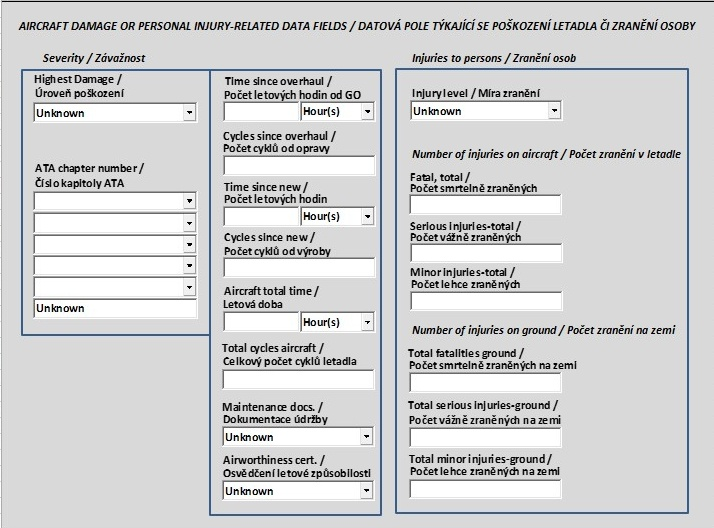 AIRCRAFT DAMAGE OR PERSONAL INJURY-RELATED DATA FIELDS / DATOVÁ POLE TÝKAJÍCÍ SE POŠKOZENÍ LETADLA ČI ZRANĚNÍ OSOBY
Severity / Závažnost
Highest Damage /
Úroveň poškození
Unknown
ATA chapter number /
Číslo kapitoly ATA
Unknown
Time since overhaul /
Počet letových hodin od GO
Hour(s)
Cycles since overhaul /
Počet cyklů od opravy
Time since new /
Počet letových hodin
Hour(s)
Cycles since new /
Počet cyklů od výroby
Aircraft total time /
Letová doba
Hour(s)
Total cycles aircraft /
Celkový počet cyklů letadla
Maintenance docs. /
Dokumentace údržby
Unknown
Airworthiness cert. /
Osvědčení letové způsobilosti
Unknown
Injuries to persons / Zranění osob
Injury level / Míra zranění
Unknown
Number of injuries on aircraft / Počet zranění v letadle
Fatal, total /
Počet smrtelně zraněných
Serious injuries-total /
Počet vážně zraněných
Minor injuries-total /
Počet lehce zraněných
Number of injuries on ground / Počet zranění na zemi
Total fatalities ground /
Počet smrtelně zraněných na zemi
Total serious injuries-ground /
Počet vážně zraněných na zemi
Total minor injuries-ground /
Počet lehce zraněných na zemi